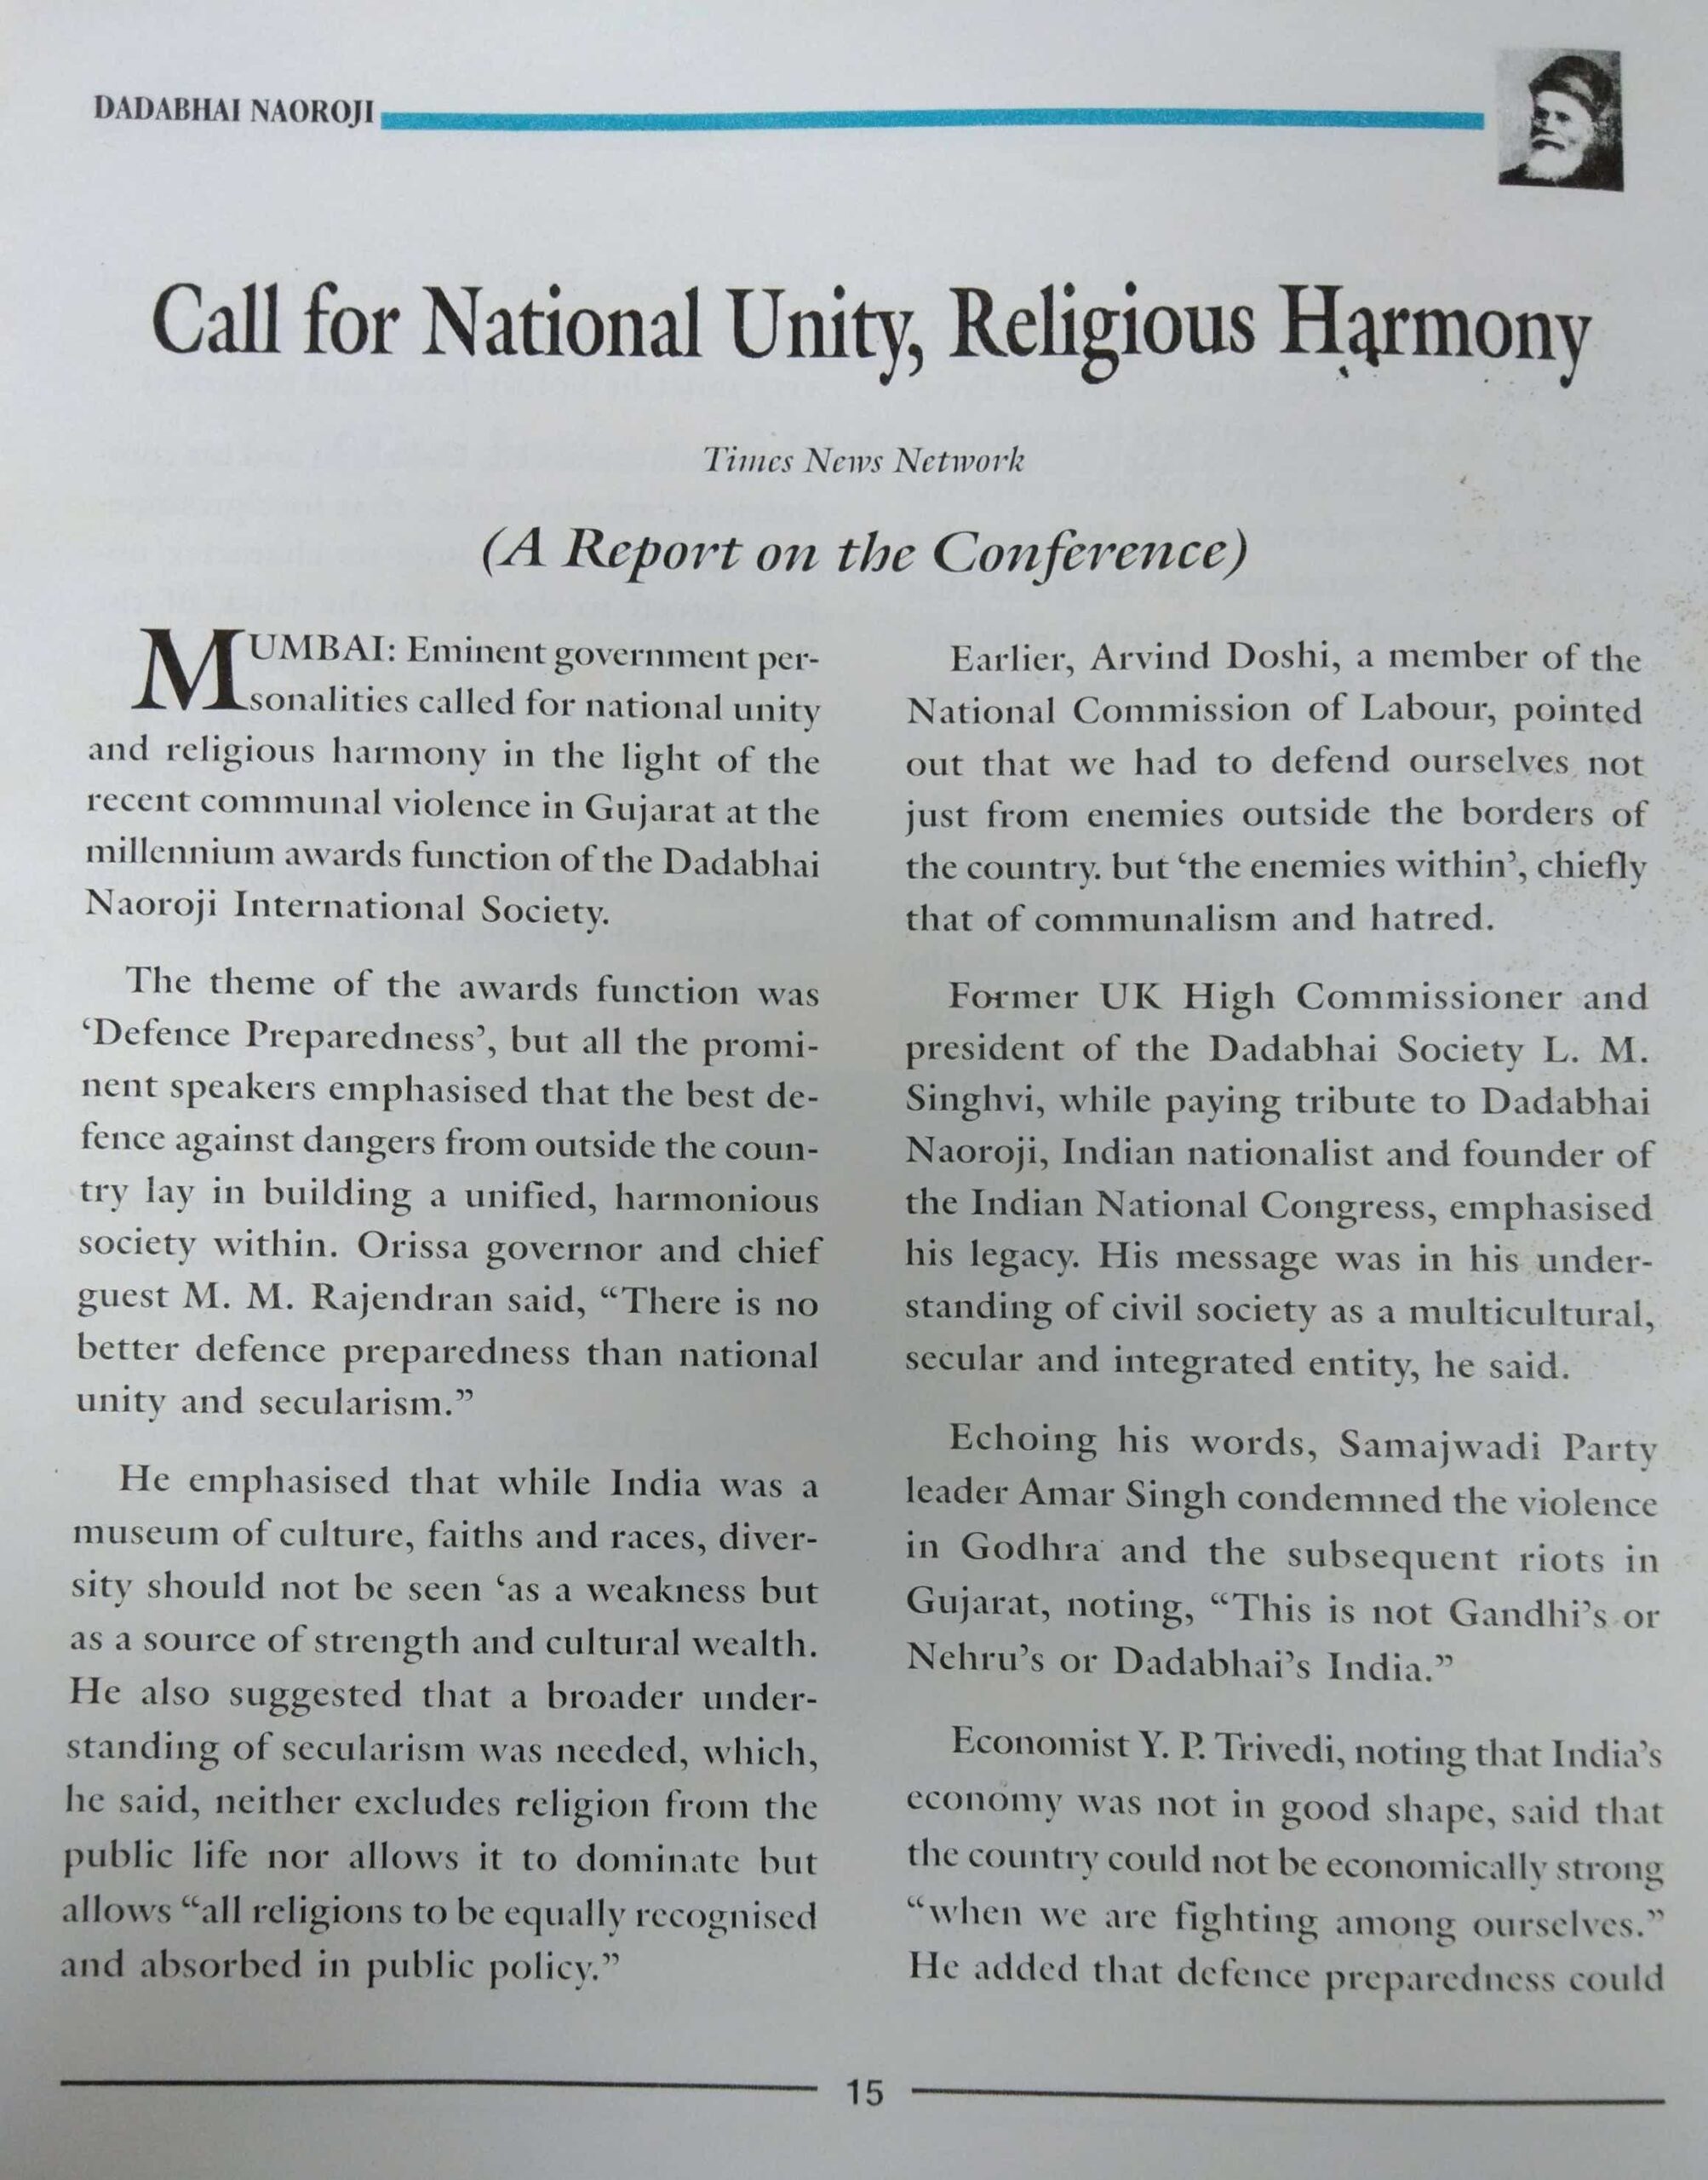 DADABHAI NAOROJI
Call for National Unity, Religious Harmony
Times News Network
(A Report on the Conference)
MUMBAI: Eminent government per-
sonalities called for national unity
and religious harmony in the light of the
recent communal violence in Gujarat at the
millennium awards function of the Dadabhai
Naoroji International Society.
The theme of the awards function was
‘Defence Preparedness’, but all the promi-
nent speakers emphasised that the best de-
fence against dangers from outside the coun-
try lay in building a unified, harmonious
society within. Orissa governor and chief
guest M. M. Rajendran said, “There is no
better defence preparedness than national
unity and secularism.”
He emphasised that while India was a
museum of culture, faiths and races, diver-
sity should not be seen ‘as a weakness but
as a source of strength and cultural wealth.
He also suggested that a broader under-
standing of secularism was needed, which,
he said, neither excludes religion from the
public life nor allows it to dominate but
allows “all religions to be equally recognised
and absorbed in public policy.”
Earlier, Arvind Doshi, a member of the
National Commission of Labour, pointed
out that we had to defend ourselves not
just from enemies outside the borders of
the country. but ‘the enemies within’, chiefly
that of communalism and hatred.
Former UK High Commissioner and
president of the Dadabhai Society L. M.
Singhvi, while paying tribute to Dadabhai
Naoroji, Indian nationalist and founder of
the Indian National Congress, emphasised
his legacy. His message was in his under-
standing of civil society as a multicultural,
secular and integrated entity, he said.
Echoing his words, Samajwadi Party
leader Amar Singh condemned the violence
in Godhra and the subsequent riots in
Gujarat, noting, “This is not Gandhi’s or
Nehru’s or Dadabhai’s India.”
Economist Y. P. Trivedi, noting that India’s
economy was not in good shape, said that
the country could not be economically strong
“when we are fighting among ourselves.”
He added that defence preparedness could
15